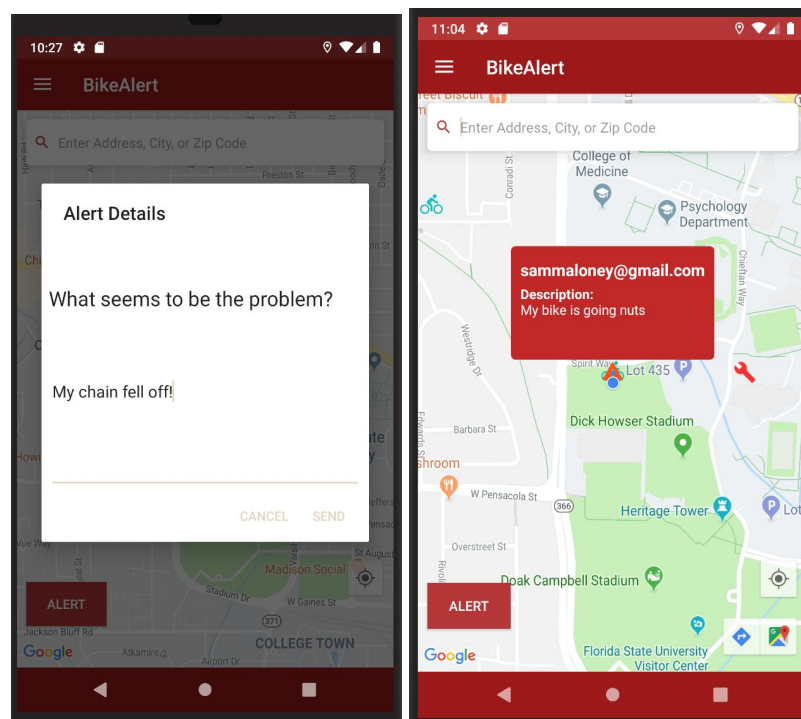 10:27
BikeAlert
Enter Address, City, or Zip Code
Preston St
Alert Details
What seems to be the problem?
My chain fell off!
CANCEL SEND
Madison Social
St August
Stadium Dr
W Gaines St
ALERT
371
Jackson Bluff Rd
COLLEGE TOWN
Google
Atkamire
Airport Dr
11:04
BikeAlert
Enter Address, City, or Zip Code
College of
Medicine
Conradi St
Psychology
Department
Chieftan Way
sammaloney@gmail.com
Description:
My bike is going nuts
Westridge Dr
Spirit Way
Lot 435
Dick Howser Stadium
Barbara St
Edwards St
shroom
W Pensacola St
366
Heritage Tower
Lot
Overstreet St
Doak Campbell Stadium
ALERT
Google
Florida State University
Visitor Center